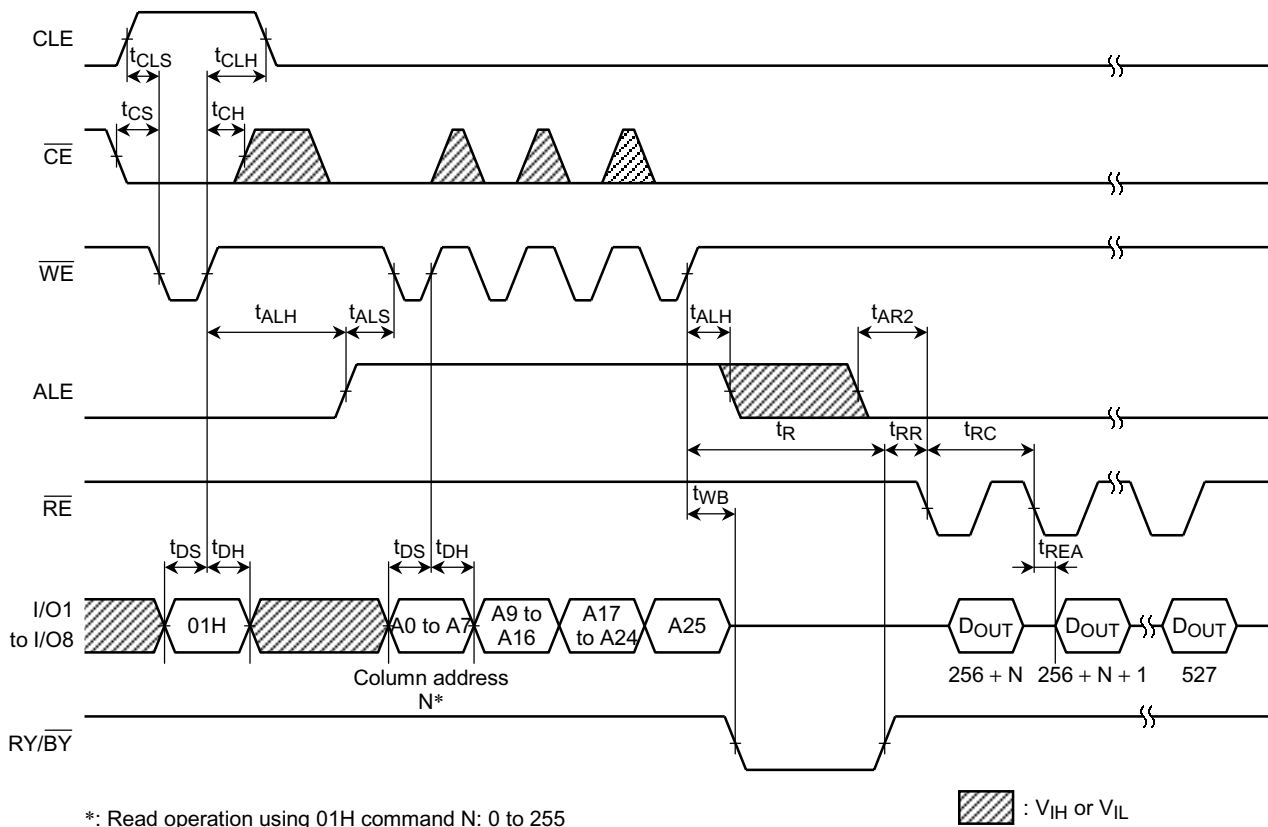 CLE
tCLS
tCLH
tCS
tCH
CE
WE
tALH
tALS
tALH
tAR2
ALE
tR
tRR
tRC
RE
tWB
tDS
tDH
tDS
tDH
tREA
I/O1
to I/O8
01H
A0 to A7
A9 to
A16
A17
to A24
A25
DOUT
DOUT
DOUT
Column address
N*
256 + N
256 + N + 1
527
RY/BY
*: Read operation using 01H command N: 0 to 255
: VIH or VIL